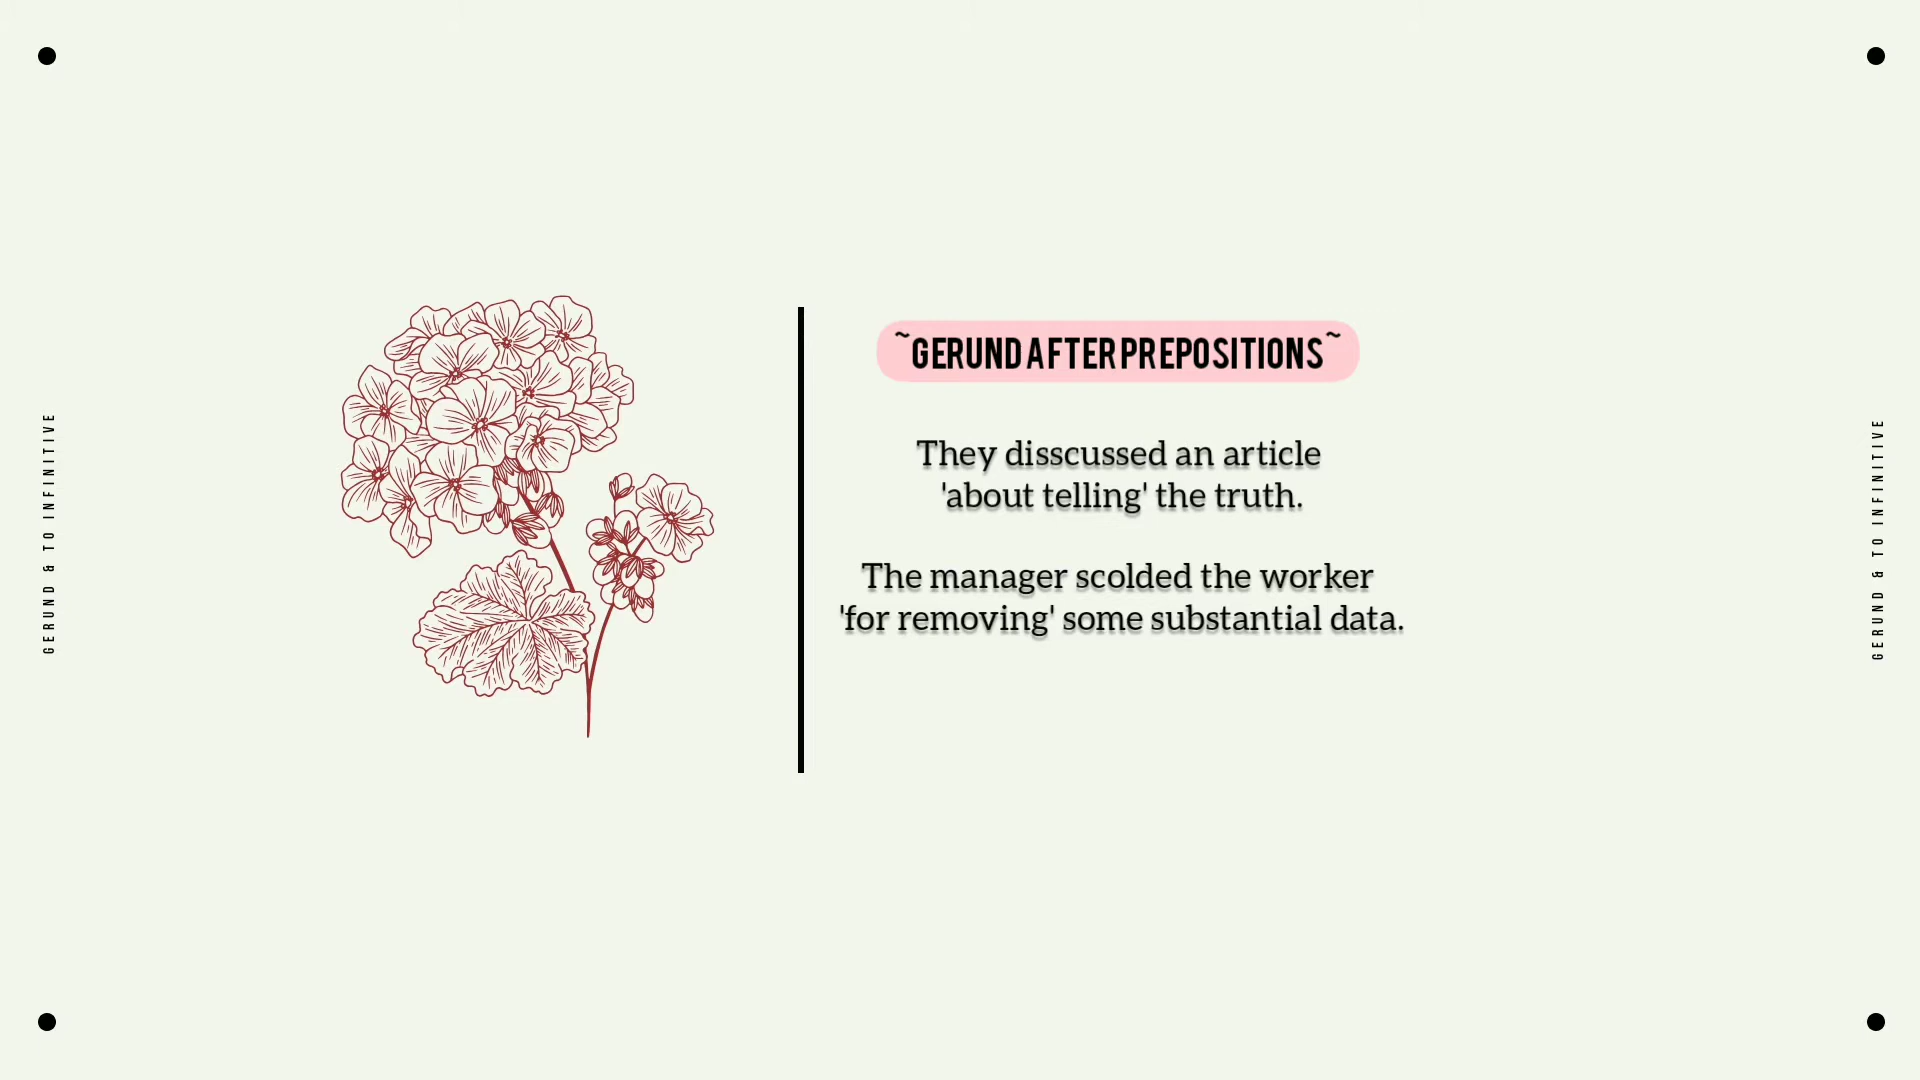 GERUND & TO INFINITIVE
~GERUND AFTER PREPOSITIONS~
They disscussed an article
'about telling' the truth.
The manager scolded the worker
'for removing' some substantial data.
GERUND & TO INFINITIVE